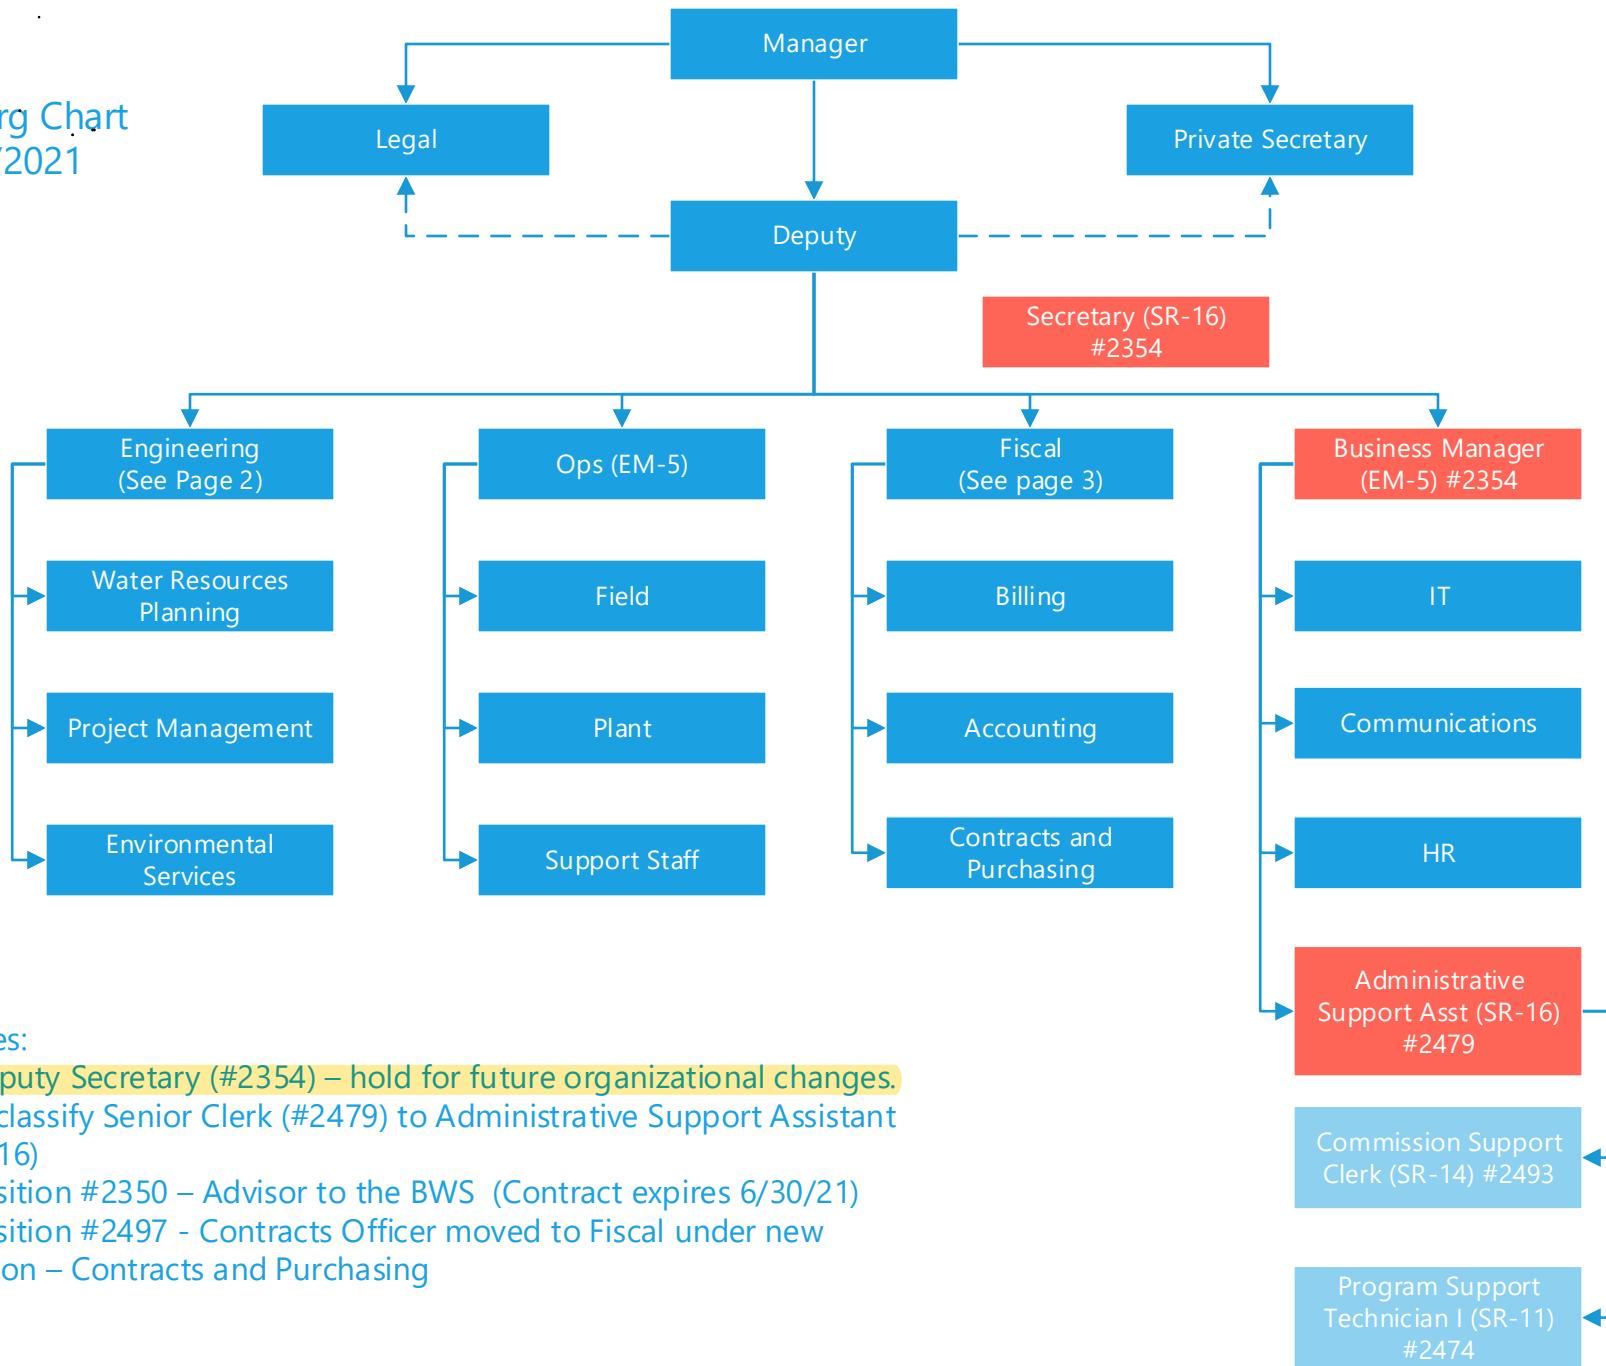 Manager
rg Chart
/2021
Legal
Private Secretary
Deputy
Secretary (SR-16)
#2354
Engineering
(See Page 2)
Ops (EM-5)
Fiscal
(See page 3)
Business Manager
(EM-5) #2354
Water Resources
Planning
Field
Billing
IT
Project Management
Plant
Accounting
Communications
Environmental
Services
Support Staff
Contracts and
Purchasing
HR
Administrative
Support Asst (SR-16)
#2479
Commission Support
Clerk (SR-14) #2493
Program Support
Technician I (SR-11)
#2474
es:
puty Secretary (#2354) – hold for future organizational changes.
classify Senior Clerk (#2479) to Administrative Support Assistant
16)
sition #2350 – Advisor to the BWS (Contract expires 6/30/21)
sition #2497 - Contracts Officer moved to Fiscal under new
on – Contracts and Purchasing